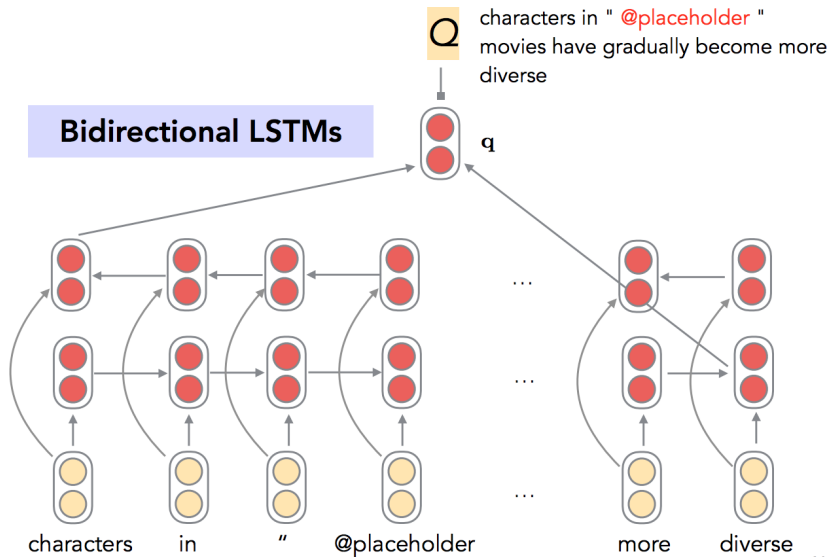 Q
characters in " @placeholder "
movies have gradually become more
diverse
Bidirectional LSTMs
q
...
...
...
characters in “ @placeholder more diverse